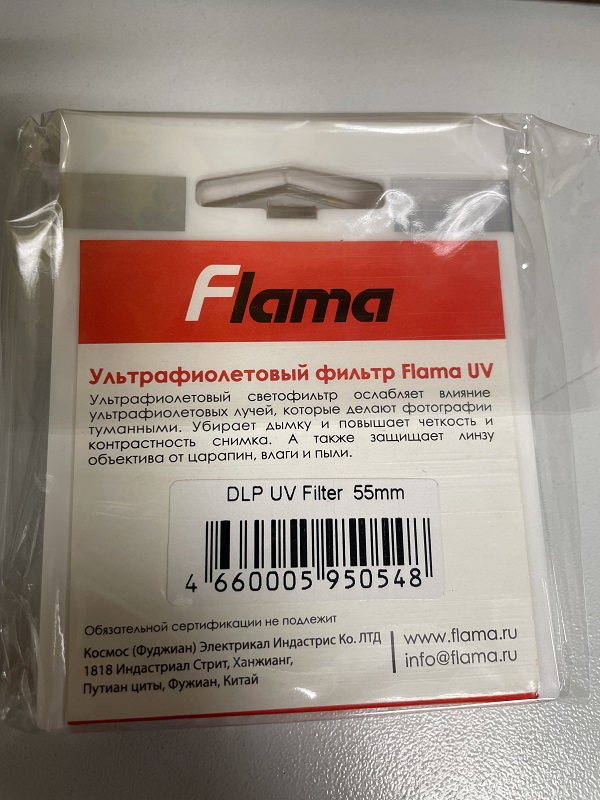 Flama
Ультрафиолетовый фильтр Flama UV
Ультрафиолетовый светофильтр ослабляет влияние
ультрафиолетовых лучей, которые делают фотографии
туманными. Убирает дымку и повышает четкость и
контрастность снимка. А также защищает линзу
объектива от царапин, влаги и пыли.
DLP UV Filter 55mm
4 660005 950548
Обязательной сертификации не подлежит
Космос (Фуджиан) Электрикал Индастрис Ко. ЛТД
1818 Индастриал Стрит, Ханжианг,
Путиан циты, Фужиан, Китай
www.flama.ru
info@flama.ru